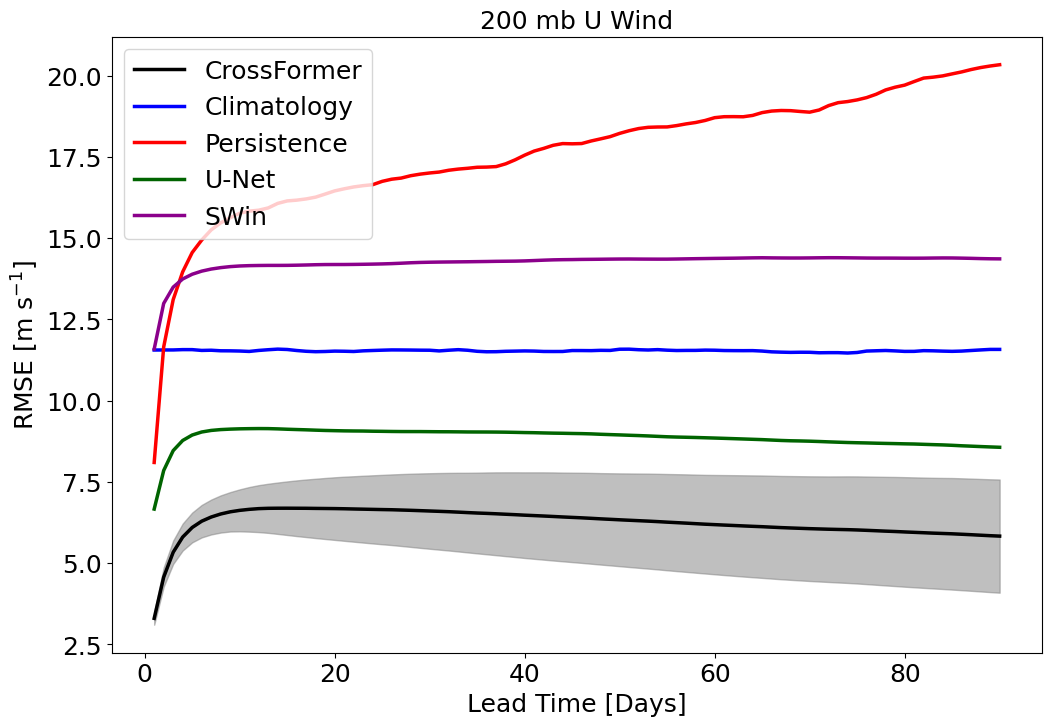 200 mb U Wind
CrossFormer
Climatology
Persistence
U-Net
SWin
RMSE [m s⁻¹]
20.0
17.5
15.0
12.5
10.0
7.5
5.0
2.5
0 20 40 60 80
Lead Time [Days]